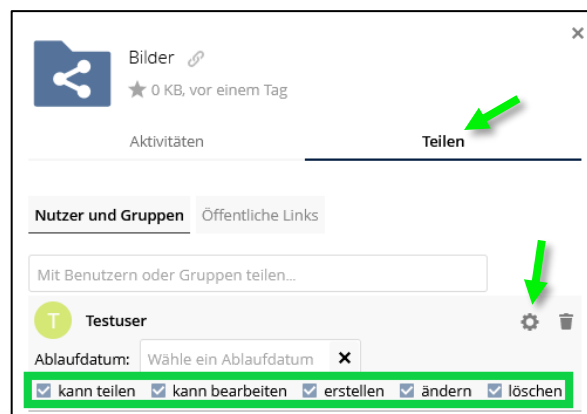 Bilder
0 KB, vor einem Tag
Aktivitäten Teilen
Nutzer und Gruppen Öffentliche Links
Mit Benutzern oder Gruppen teilen...
T Testuser
Ablaufdatum: Wähle ein Ablaufdatum
kann teilen kann bearbeiten erstellen ändern löschen